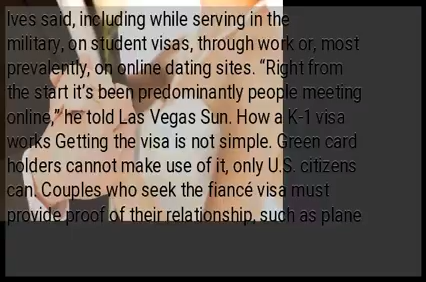 Ives said, including while serving in the
military, on student visas, through work or, most
prevalently, on online dating sites. “Right from
the start it’s been predominantly people meeting
online,” he told Las Vegas Sun. How a K-1 visa
works Getting the visa is not simple. Green card
holders cannot make use of it, only U.S. citizens
can. Couples who seek the fiancé visa must
provide proof of their relationship, such as plane